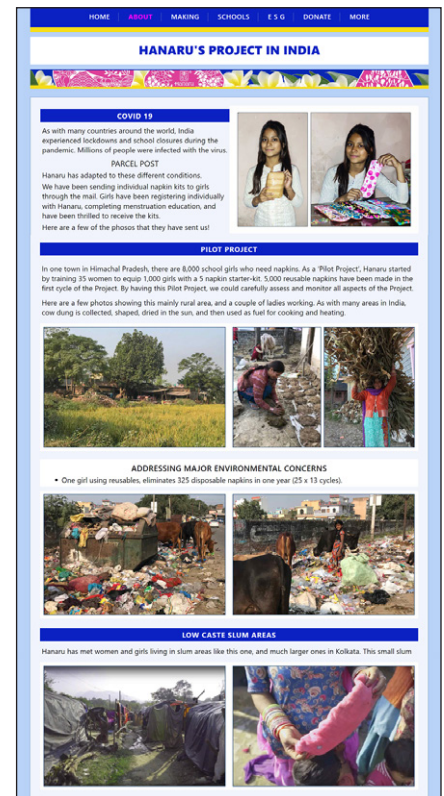 HOME ABOUT MAKING SCHOOLS E S G DONATE MORE
HANARU'S PROJECT IN INDIA
COVID 19
As with many countries around the world, India
experienced lockdowns and school closures during the
pandemic. Millions of people were infected with the virus.
PARCEL POST
Hanaru has adapted to these different conditions.
We have been sending individual napkin kits to girls
through the mail. Girls have been registering individually
with Hanaru, completing menstruation education, and
have been thrilled to receive the kits.
Here are a few of the phosos that they have sent us!
PILOT PROJECT
In one town in Himachal Pradesh, there are 8,000 school girls who need napkins. As a 'Pilot Project', Hanaru started
by training 35 women to equip 1,000 girls with a 5 napkin starter-kit. 5,000 reusable napkins have been made in the
first cycle of the Project. By having this Pilot Project, we could carefully assess and monitor all aspects of the Project.
Here are a few photos showing this mainly rural area, and a couple of ladies working. As with many areas in India,
cow dung is collected, shaped, dried in the sun, and then used as fuel for cooking and heating.
ADDRESSING MAJOR ENVIRONMENTAL CONCERNS
• One girl using reusables, eliminates 325 disposable napkins in one year (25 x 13 cycles).
LOW CASTE SLUM AREAS
Hanaru has met women and girls living in slum areas like this one, and much larger ones in Kolkata. This small slum